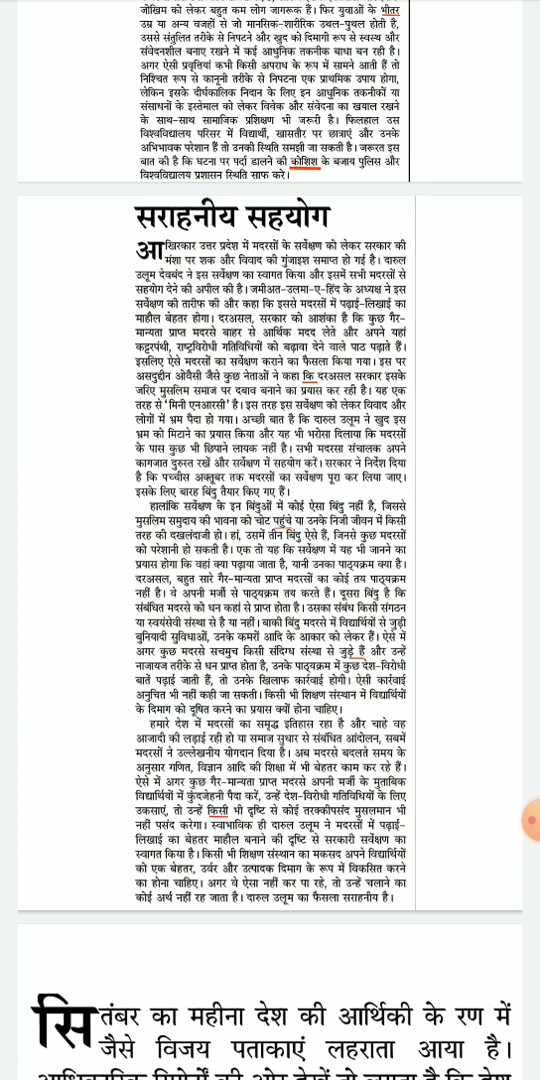 जोखिम को लेकर बहुत कम लोग जागरूक हैं। फिर युवाओं के भीतर
उम्र या अन्य वजहों से जो मानसिक-शारीरिक उथल-पुथल होती है,
उससे संतुलित तरीके से निपटने और खुद को दिमागी रूप से स्वस्थ और
संवेदनशील बनाए रखने में कई आधुनिक तकनीक बाधा बन रही है।
अगर ऐसी प्रवृत्तियां कभी किसी अपराध के रूप में सामने आती हैं तो
निश्चित रूप से कानूनी तरीके से निपटना एक प्राथमिक उपाय होगा,
लेकिन इसके दीर्घकालिक निदान के लिए इन आधुनिक तकनीकों या
संसाधनों के इस्तेमाल को लेकर विवेक और संवेदना का खयाल रखने
के साथ-साथ सामाजिक प्रशिक्षण भी जरूरी है। फिलहाल उस
विश्वविद्यालय परिसर में विद्यार्थी, खासतौर पर छात्राएं और उनके
अभिभावक परेशान हैं तो उनकी स्थिति समझी जा सकती है। जरूरत इस
बात की है कि घटना पर पर्दा डालने की कोशिश के बजाय पुलिस और
विश्वविद्यालय प्रशासन स्थिति साफ करे।
सराहनीय सहयोग
आखिरकार उत्तर प्रदेश में मदरसों के सर्वेक्षण को लेकर सरकार की
मंशा पर शक और विवाद की गुंजाइश समाप्त हो गई है। दारुल
उलूम देवबंद ने इस सर्वेक्षण का स्वागत किया और इसमें सभी मदरसों से
सहयोग देने की अपील की है। जमीअत-उलमा-ए-हिंद के अध्यक्ष ने इस
सर्वेक्षण की तारीफ की और कहा कि इससे मदरसों में पढ़ाई-लिखाई का
माहौल बेहतर होगा। दरअसल, सरकार को आशंका है कि कुछ गैर-
मान्यता प्राप्त मदरसे बाहर से आर्थिक मदद लेते और अपने यहां
कट्टरपंथी, राष्ट्रविरोधी गतिविधियों को बढ़ावा देने वाले पाठ पढ़ाते हैं।
इसलिए ऐसे मदरसों का सर्वेक्षण कराने का फैसला किया गया। इस पर
असदुद्दीन ओवैसी जैसे कुछ नेताओं ने कहा कि दरअसल सरकार इसके
जरिए मुसलिम समाज पर दबाव बनाने का प्रयास कर रही है। यह एक
तरह से 'मिनी एनआरसी' है। इस तरह इस सर्वेक्षण को लेकर विवाद और
लोगों में भ्रम पैदा हो गया। अच्छी बात है कि दारुल उलूम ने खुद इस
भ्रम को मिटाने का प्रयास किया और यह भी भरोसा दिलाया कि मदरसों
के पास कुछ भी छिपाने लायक नहीं है। सभी मदरसा संचालक अपने
कागजात दुरुस्त रखें और सर्वेक्षण में सहयोग करें। सरकार ने निर्देश दिया
है कि पच्चीस अक्तूबर तक मदरसों का सर्वेक्षण पूरा कर लिया जाए।
इसके लिए बारह बिंदु तैयार किए गए हैं।
हालांकि सर्वेक्षण के इन बिंदुओं में कोई ऐसा बिंदु नहीं है, जिससे
मुसलिम समुदाय की भावना को चोट पहुंचे या उनके निजी जीवन में किसी
तरह की दखलंदाजी हो। हां, उसमें तीन बिंदु ऐसे हैं, जिनसे कुछ मदरसों
को परेशानी हो सकती है। एक तो यह कि सर्वेक्षण में यह भी जानने का
प्रयास होगा कि वहां क्या पढ़ाया जाता है, यानी उनका पाठ्यक्रम क्या है।
दरअसल, बहुत सारे गैर-मान्यता प्राप्त मदरसों का कोई तय पाठ्यक्रम
नहीं है। वे अपनी मर्जी से पाठ्यक्रम तय करते हैं। दूसरा बिंदु है कि
संबंधित मदरसे को धन कहां से प्राप्त होता है। उसका संबंध किसी संगठन
या स्वयंसेवी संस्था से है या नहीं। बाकी बिंदु मदरसे में विद्यार्थियों से जुड़ी
बुनियादी सुविधाओं, उनके कमरों आदि के आकार को लेकर हैं। ऐसे में
अगर कुछ मदरसे सचमुच किसी संदिग्ध संस्था से जुड़े हैं और उन्हें
नाजायज तरीके से धन प्राप्त होता है, उनके पाठ्यक्रम में कुछ देश-विरोधी
बातें पढ़ाई जाती हैं, तो उनके खिलाफ कार्रवाई होगी। ऐसी कार्रवाई
अनुचित भी नहीं कही जा सकती। किसी भी शिक्षण संस्थान में विद्यार्थियों
के दिमाग को दूषित करने का प्रयास क्यों होना चाहिए।
हमारे देश में मदरसों का समृद्ध इतिहास रहा है और चाहे वह
आजादी की लड़ाई रही हो या समाज सुधार से संबंधित आंदोलन, सबमें
मदरसों ने उल्लेखनीय योगदान दिया है। अब मदरसे बदलते समय के
अनुसार गणित, विज्ञान आदि की शिक्षा में भी बेहतर काम कर रहे हैं।
ऐसे में अगर कुछ गैर-मान्यता प्राप्त मदरसे अपनी मर्जी के मुताबिक
विद्यार्थियों में कुंदजेहनी पैदा करें, उन्हें देश-विरोधी गतिविधियों के लिए
उकसाएं, तो उन्हें किसी भी दृष्टि से कोई तरक्कीपसंद मुसलमान भी
नहीं पसंद करेगा। स्वाभाविक ही दारुल उलूम ने मदरसों में पढ़ाई-
लिखाई का बेहतर माहौल बनाने की दृष्टि से सरकारी सर्वेक्षण का
स्वागत किया है। किसी भी शिक्षण संस्थान का मकसद अपने विद्यार्थियों
को एक बेहतर, उर्वर और उत्पादक दिमाग के रूप में विकसित करने
का होना चाहिए। अगर वे ऐसा नहीं कर पा रहे, तो उन्हें चलाने का
कोई अर्थ नहीं रह जाता है। दारुल उलूम का फैसला सराहनीय है।
सितंबर का महीना देश की आर्थिकी के रण में
जैसे विजय पताकाएं लहराता आया है।